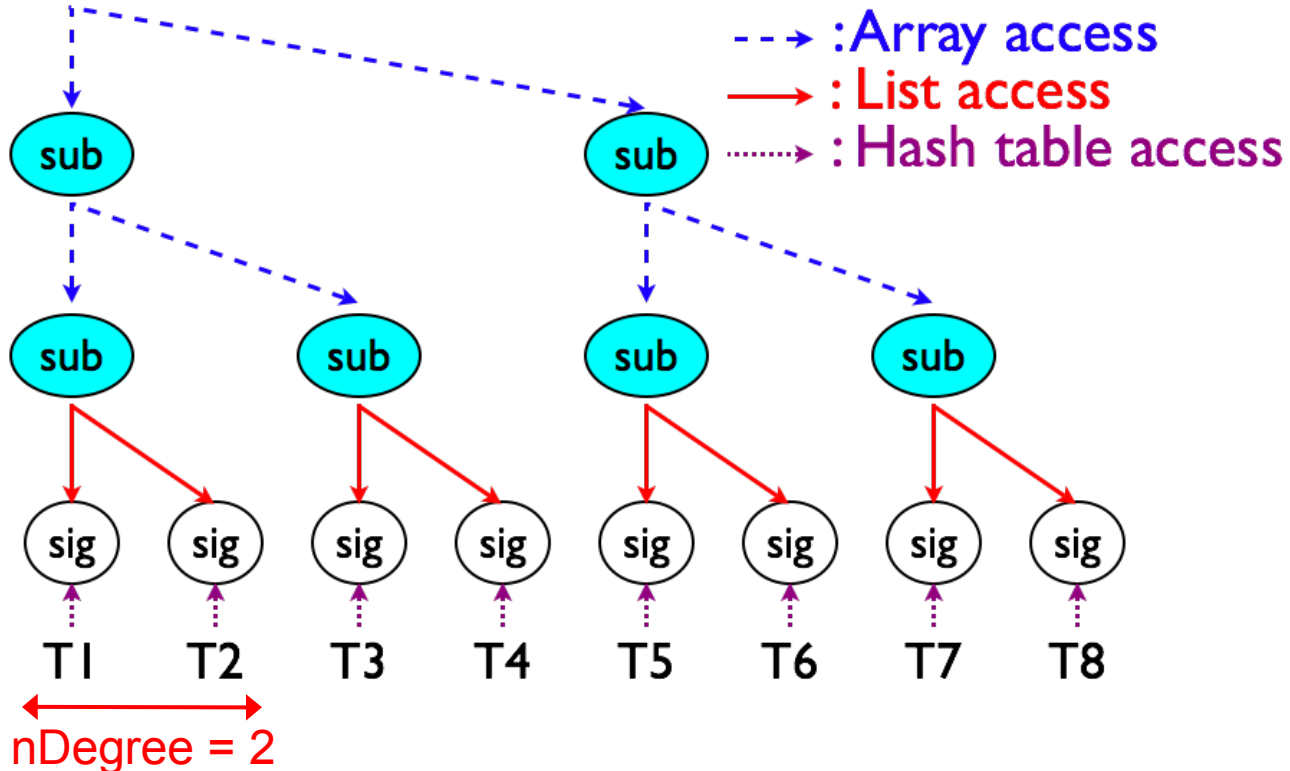 : Array access
: List access
: Hash table access
sub sub
sub sub sub sub
sig sig sig sig sig sig sig sig
T1 T2 T3 T4 T5 T6 T7 T8
nDegree = 2